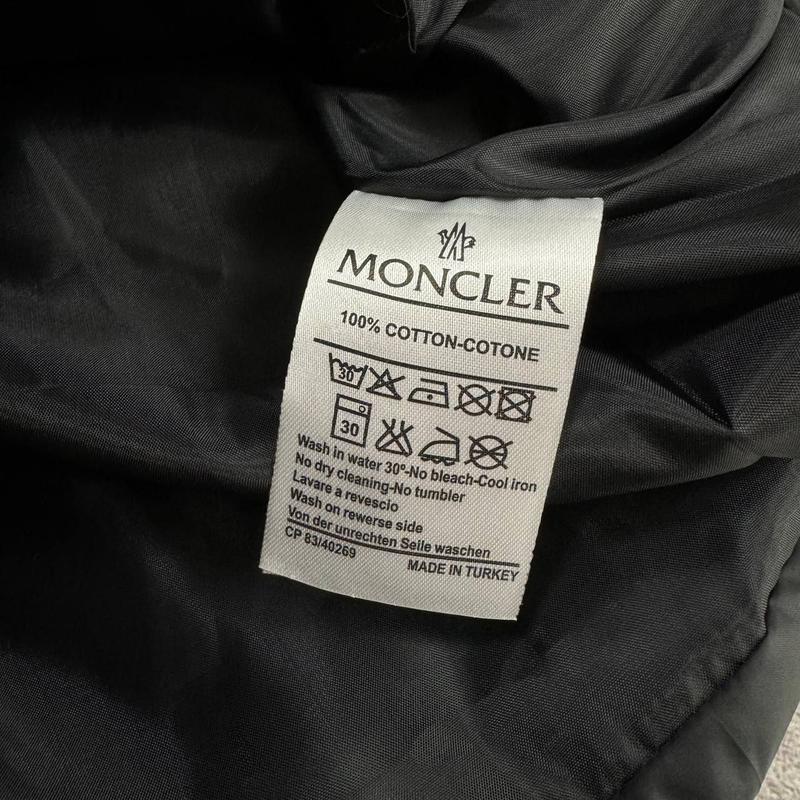 MONCLER
100% COTTON-COTONE
30
30
Wash in water 30º-No bleach-Cool iron
No dry cleaning-No tumbler
Lavare a revescio
Wash on rewerse side
Von der unrechten Seile waschen
CP 83/40269
MADE IN TURKEY